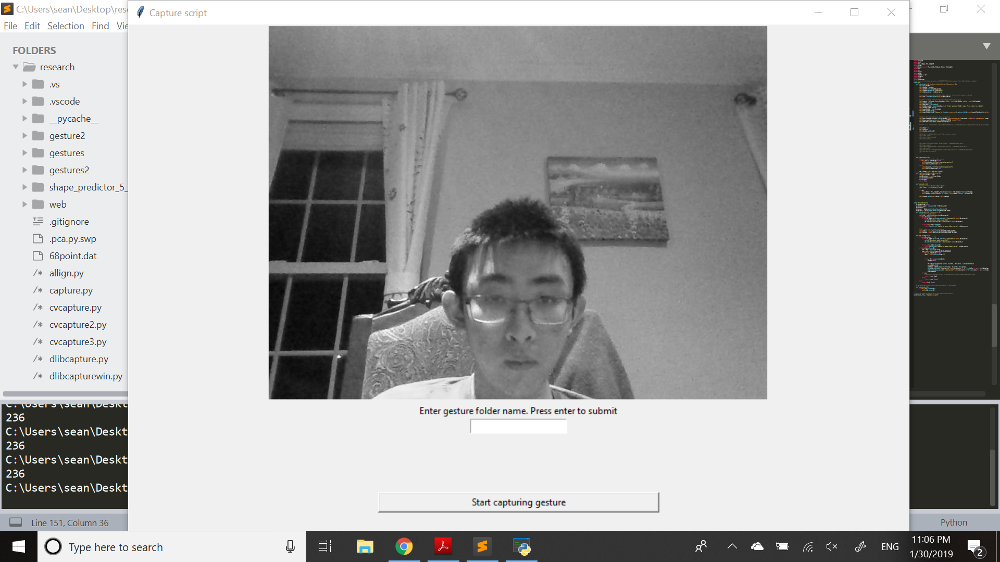 C:\Users\sean\Desktop\rese
File Edit Selection Find Vie
FOLDERS
research
.vs
.vscode
__pycache__
gesture2
gestures
gestures2
shape_predictor_5_
web
.gitignore
.pca.py.swp
68point.dat
allign.py
capture.py
cvcapture.py
cvcapture2.py
cvcapture3.py
dlibcapture.py
dlibcapturewin.py
C:\Users\sean\Deskt
236
C:\Users\sean\Deskt
236
C:\Users\sean\Deskt
236
C:\Users\sean\Deskt
Line 151, Column 36
Capture script
Enter gesture folder name. Press enter to submit
Start capturing gesture
Python
Type here to search
ENG
11:06 PM
1/30/2019
2